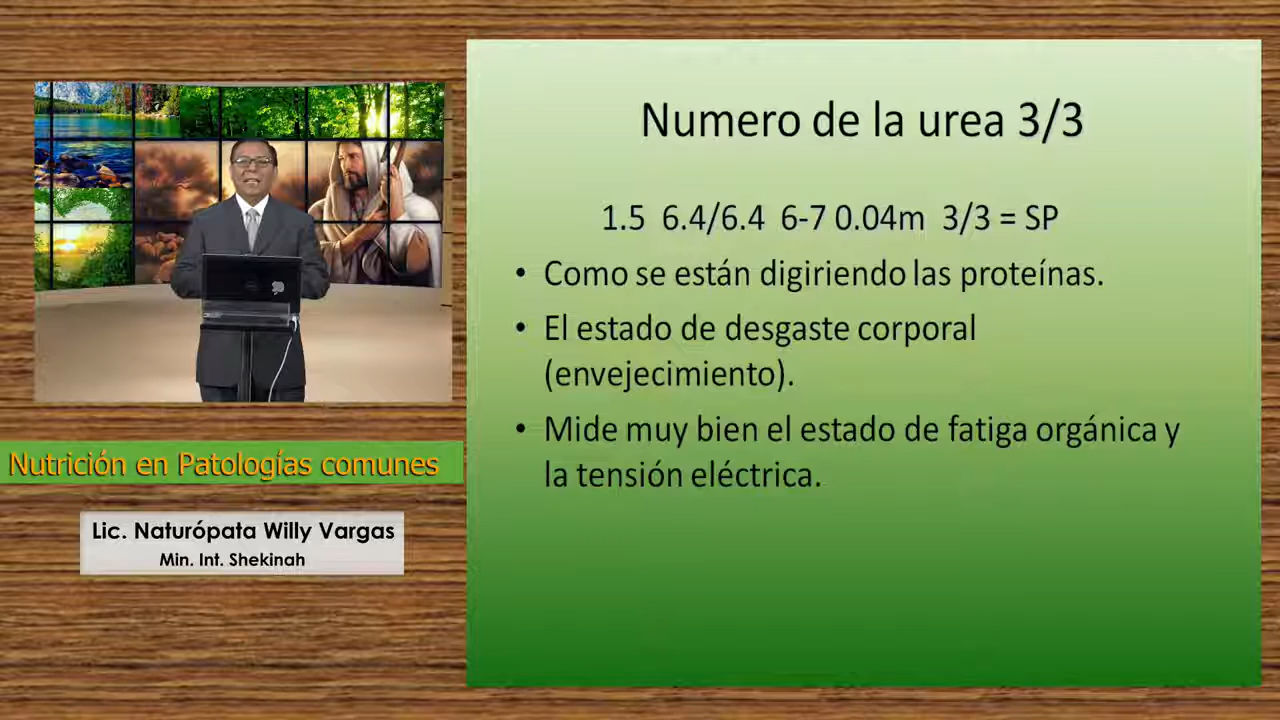 Numero de la urea 3/3
1.5 6.4/6.4 6-7 0.04m 3/3 = SP
• Como se están digiriendo las proteínas.
• El estado de desgaste corporal
(envejecimiento).
• Mide muy bien el estado de fatiga orgánica y
la tensión eléctrica.
Nutrición en Patologías comunes
Lic. Naturópata Willy Vargas
Min. Int. Shekinah